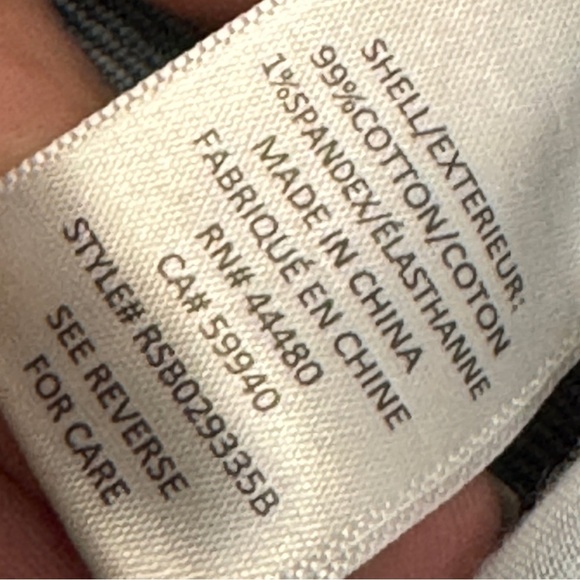 SHELL/EXTERIEUR:
99%COTTON/COTON
1%SPANDEX/ÉLASTHANNE
MADE IN CHINA
FABRIQUÉ EN CHINE
RN# 44480
CA# 59940
STYLE# RSB029335B
SEE REVERSE
FOR CARE